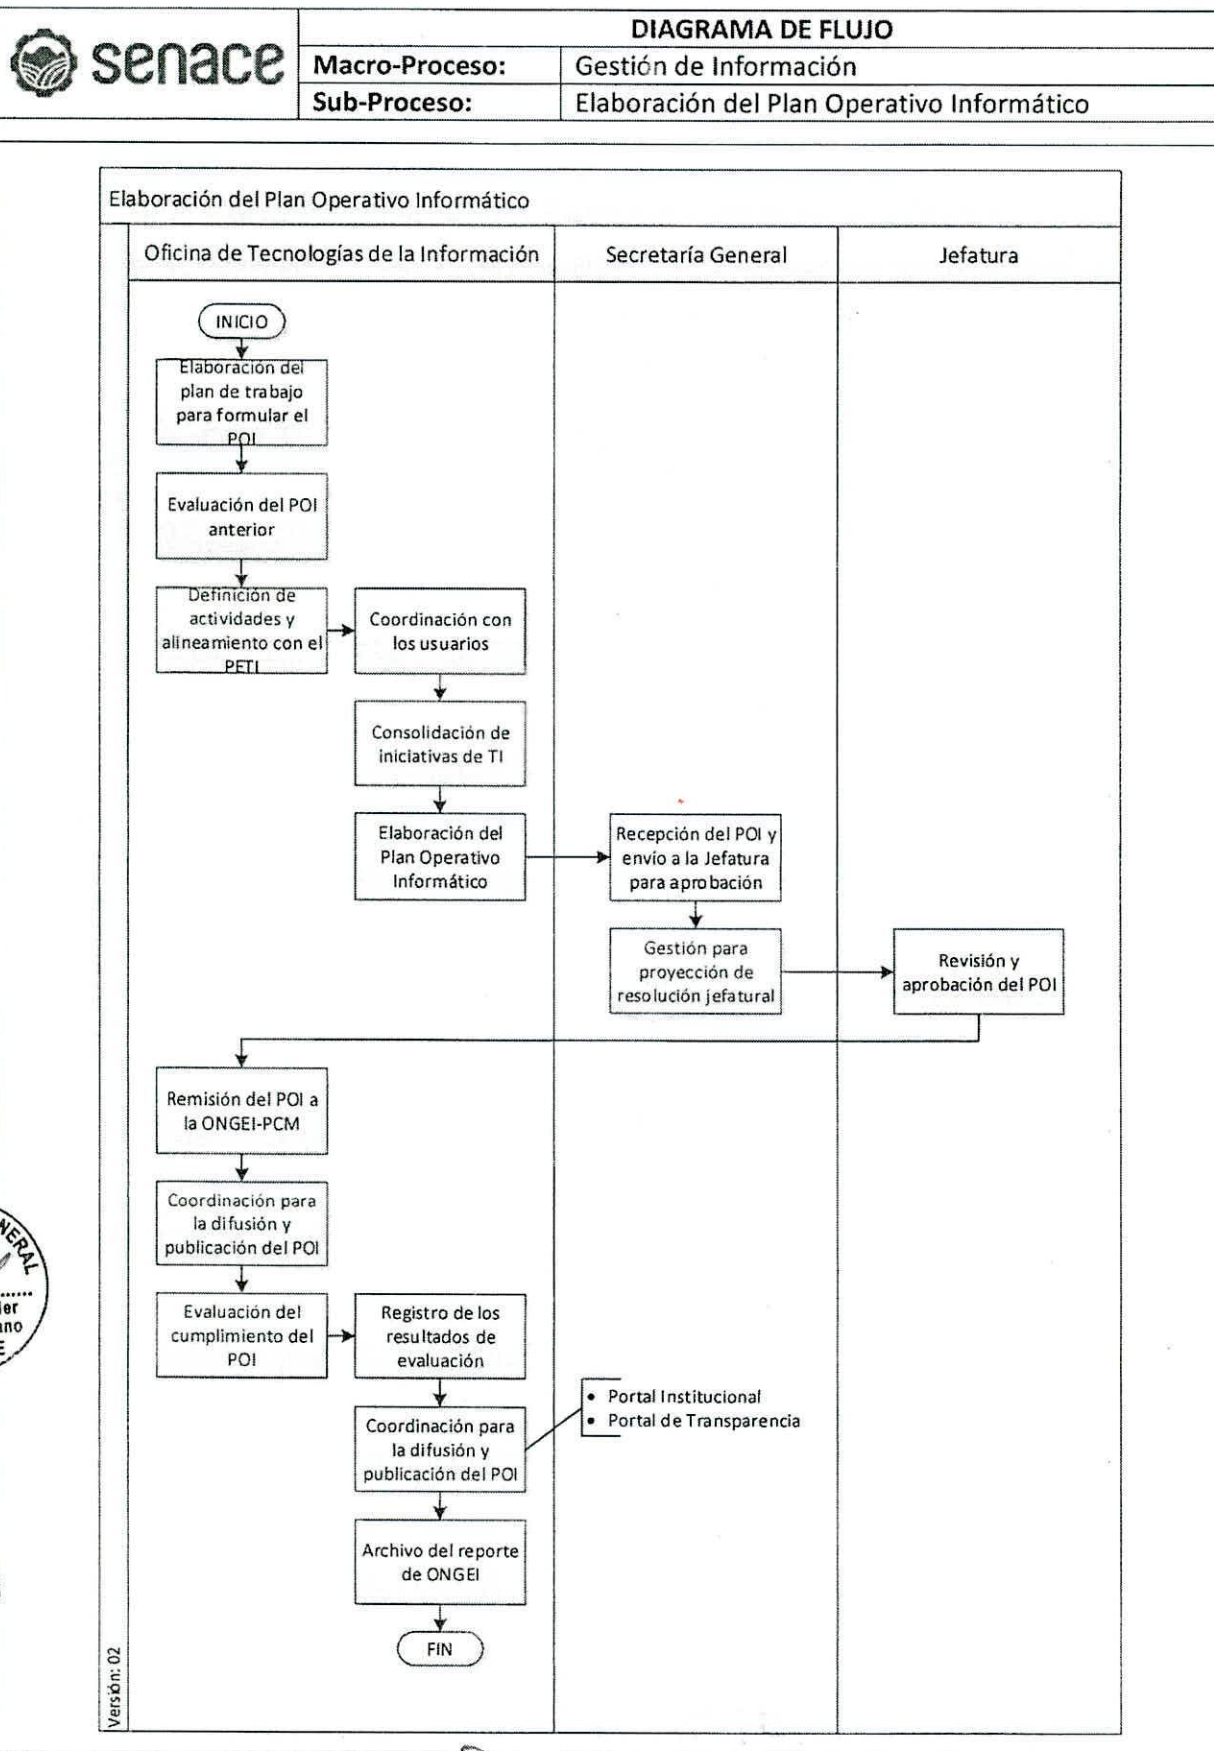 senace
DIAGRAMA DE FLUJO
Macro-Proceso: Gestión de Información
Sub-Proceso: Elaboración del Plan Operativo Informático
Elaboración del Plan Operativo Informático
Oficina de Tecnologías de la Información
Secretaría General
Jefatura
INICIO
Elaboración del
plan de trabajo
para formular el
POI
Evaluación del POI
anterior
Definición de
actividades y
alineamiento con el
PETI
Coordinación con
los usuarios
Consolidación de
iniciativas de TI
Elaboración del
Plan Operativo
Informático
Recepción del POI y
envío a la Jefatura
para aprobación
Gestión para
proyección de
resolución jefatural
Revisión y
aprobación del POI
Remisión del POI a
la ONGEI-PCM
Coordinación para
la difusión y
publicación del POI
Evaluación del
cumplimiento del
POI
Registro de los
resultados de
evaluación
Coordinación para
la difusión y
publicación del POI
• Portal Institucional
• Portal de Transparencia
Archivo del reporte
de ONGEI
FIN
Versión: 02